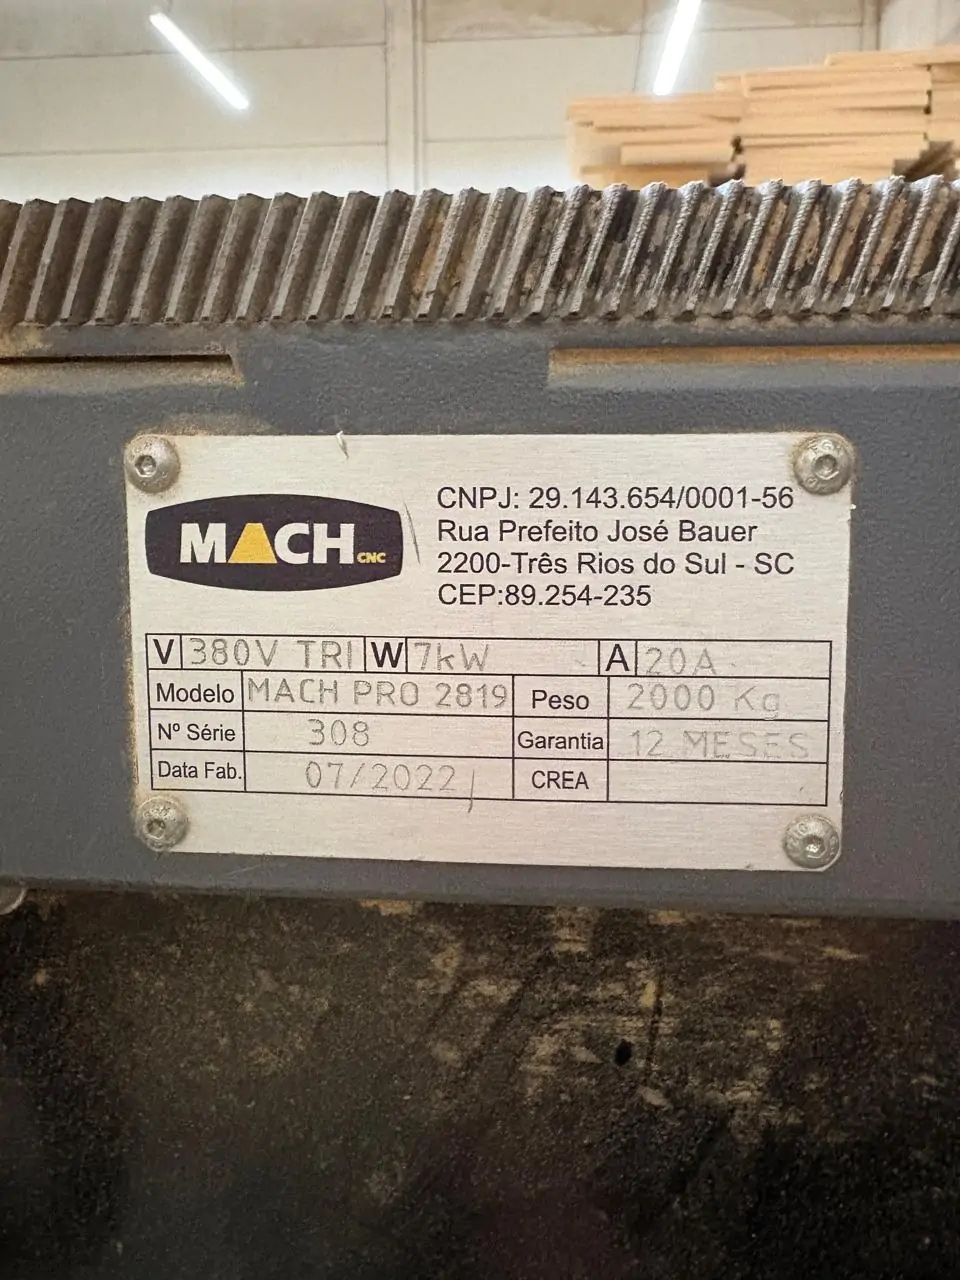 MACH CNC
CNPJ: 29.143.654/0001-56
Rua Prefeito José Bauer
2200-Três Rios do Sul - SC
CEP:89.254-235
V 380V TRI W 7kW A 20A
Modelo MACH PRO 2819 Peso 2000 Kg
Nº Série 308 Garantia 12 MESES
Data Fab. 07/2022 CREA